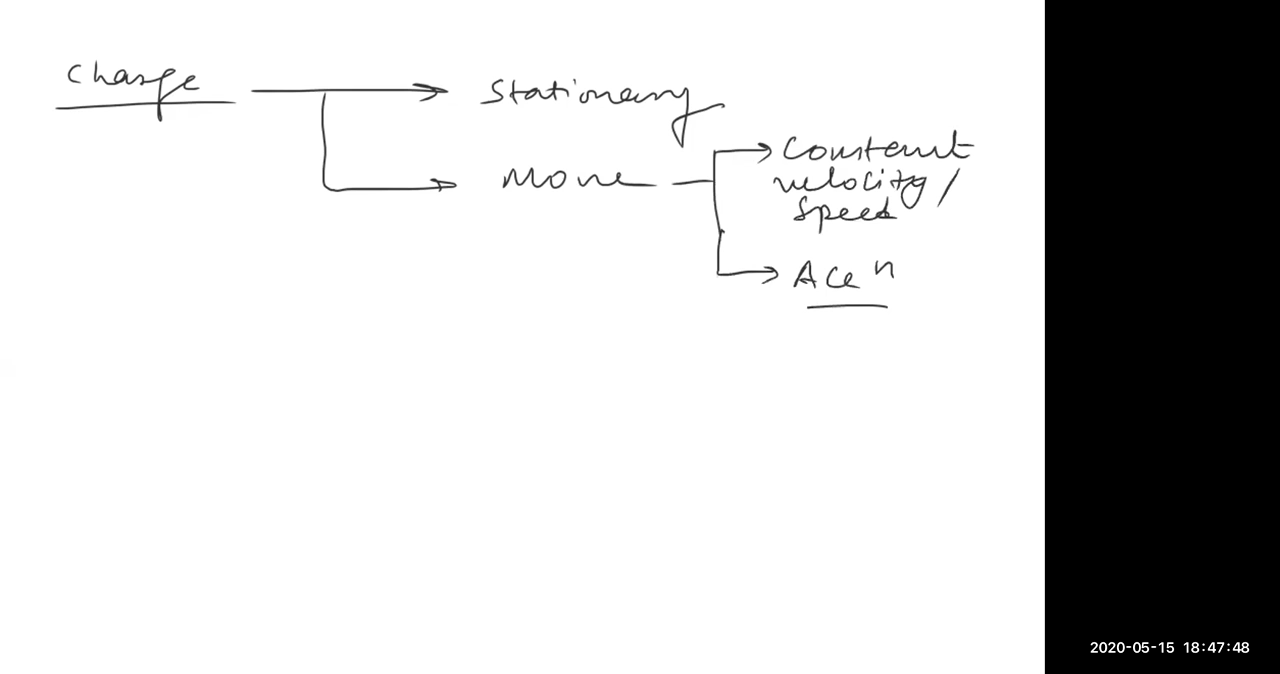 Charge
Stationary
Move
Constant
velocity /
Speed
Acc n
2020-05-15 18:47:48